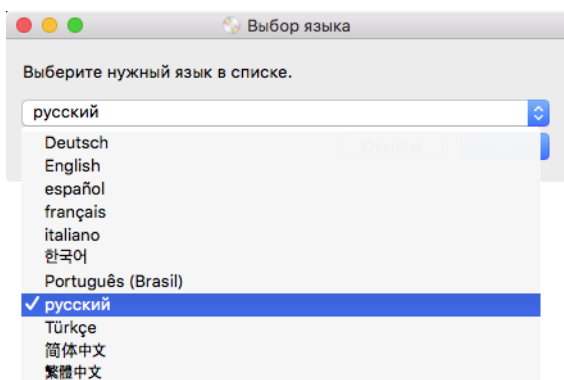 Выбор языка
Выберите нужный язык в списке.
русский
Deutsch
English
español
français
italiano
한국어
Português (Brasil)
✓ русский
Türkçe
简体中文
繁體中文